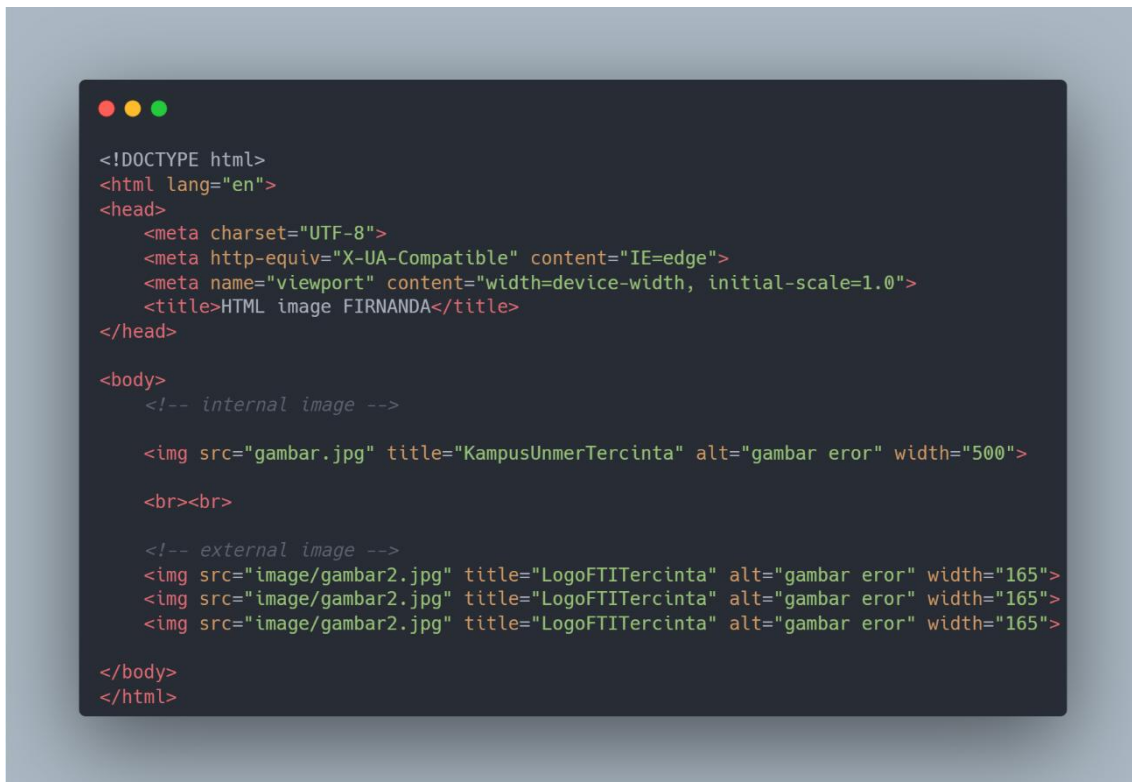 <!DOCTYPE html>
<html lang="en">
<head>
    <meta charset="UTF-8">
    <meta http-equiv="X-UA-Compatible" content="IE=edge">
    <meta name="viewport" content="width=device-width, initial-scale=1.0">
    <title>HTML image FIRNANDA</title>
</head>

<body>
    <!-- internal image -->

    <img src="gambar.jpg" title="KampusUnmerTercinta" alt="gambar eror" width="500">

    <br><br>

    <!-- external image -->
    <img src="image/gambar2.jpg" title="LogoFTITercinta" alt="gambar eror" width="165">
    <img src="image/gambar2.jpg" title="LogoFTITercinta" alt="gambar eror" width="165">
    <img src="image/gambar2.jpg" title="LogoFTITercinta" alt="gambar eror" width="165">

</body>
</html>